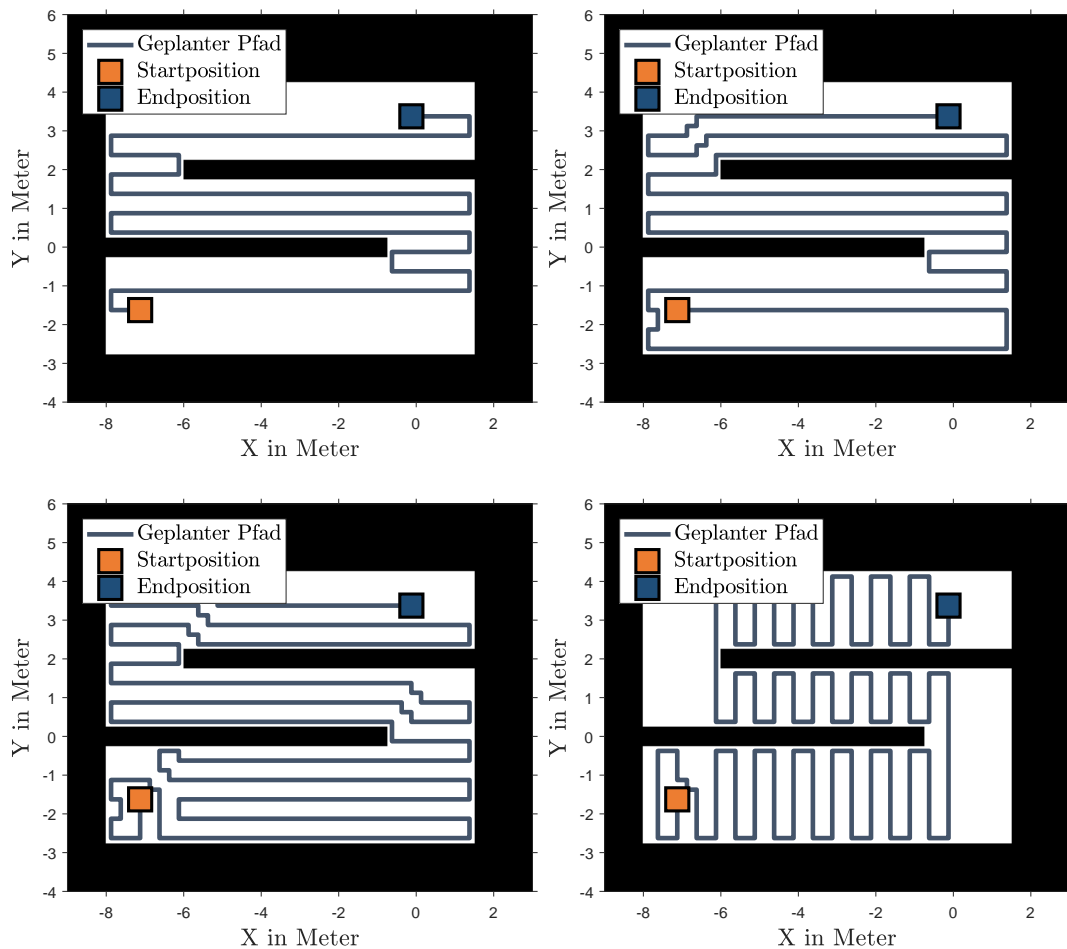 6
5
4
3
2
1
0
-1
-2
-3
-4
Y in Meter
Geplanter Pfad
Startposition
Endposition
-8 -6 -4 -2 0 2
X in Meter
6
5
4
3
2
1
0
-1
-2
-3
-4
Y in Meter
Geplanter Pfad
Startposition
Endposition
-8 -6 -4 -2 0 2
X in Meter
6
5
4
3
2
1
0
-1
-2
-3
-4
Y in Meter
Geplanter Pfad
Startposition
Endposition
-8 -6 -4 -2 0 2
X in Meter
6
5
4
3
2
1
0
-1
-2
-3
-4
Y in Meter
Geplanter Pfad
Startposition
Endposition
-8 -6 -4 -2 0 2
X in Meter